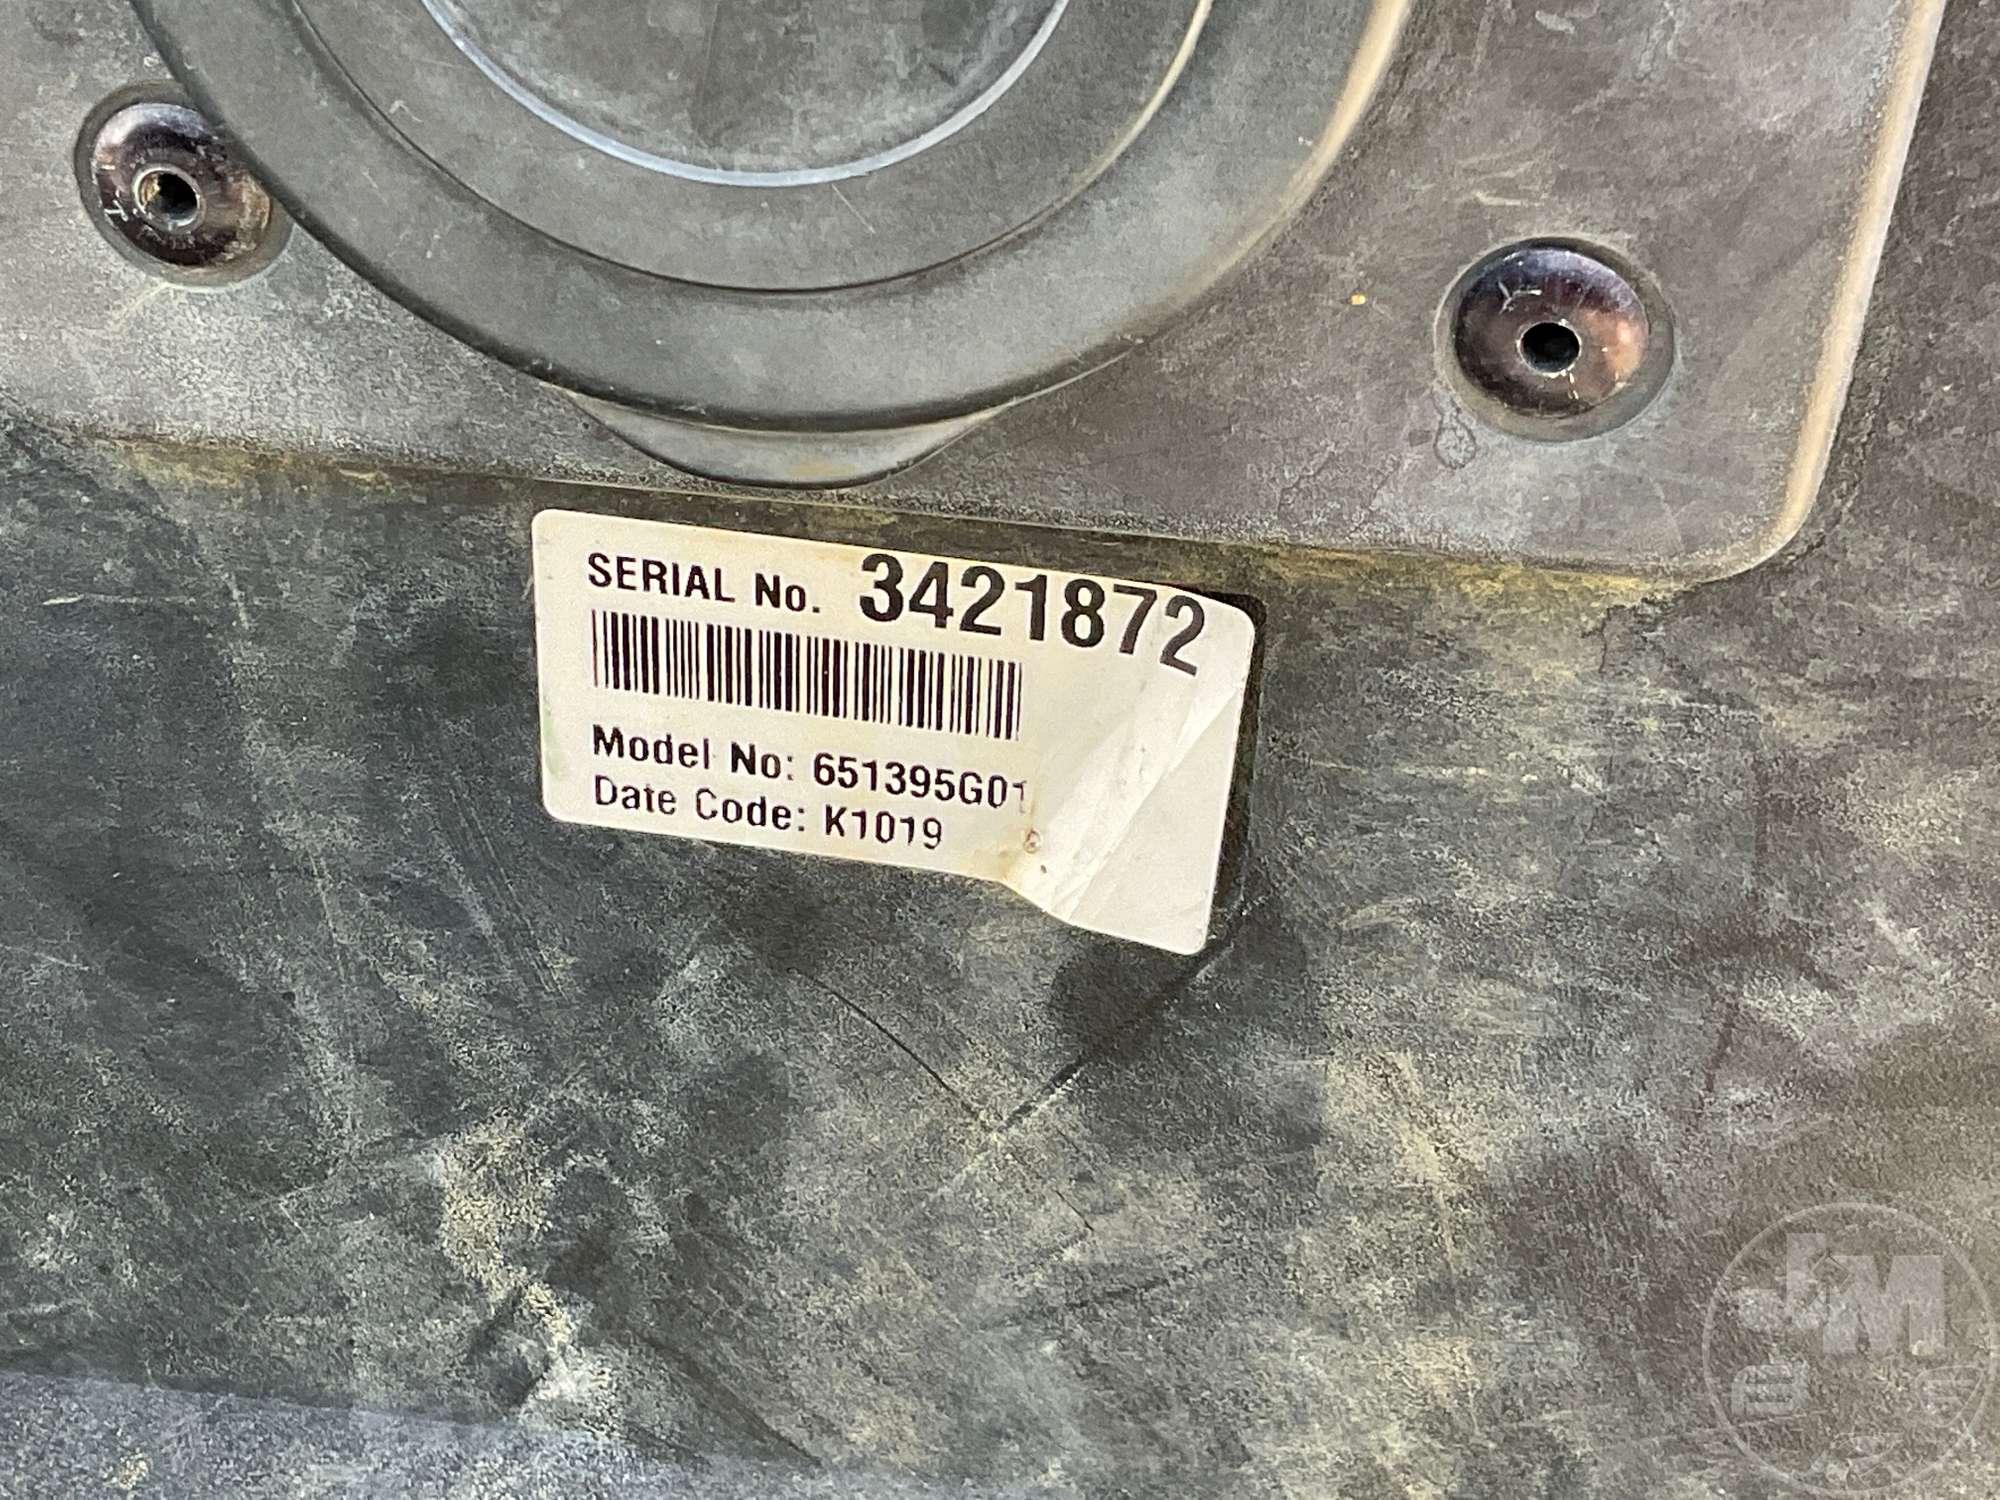 SERIAL No. 3421872
Model No: 651395G01
Date Code: K1019
J&M